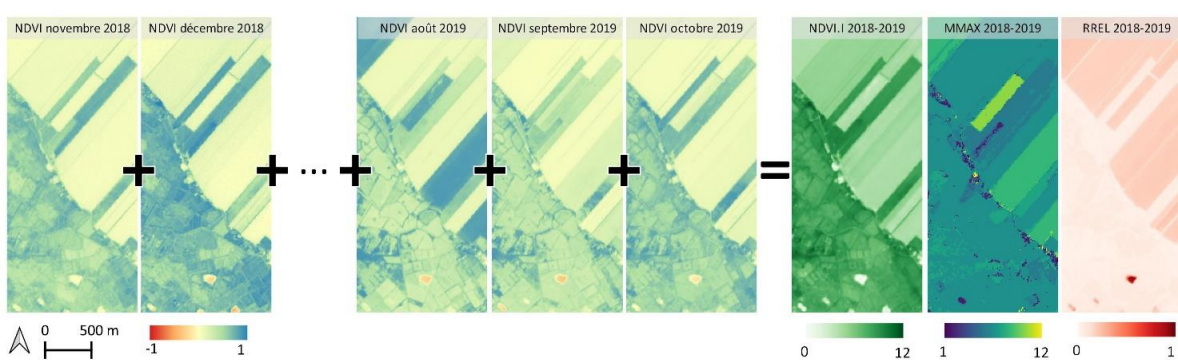 NDVI novembre 2018
NDVI décembre 2018
NDVI août 2019
NDVI septembre 2019
NDVI octobre 2019
NDVI.I 2018-2019
MMAX 2018-2019
RREL 2018-2019
+ + ... + + + =
0 500 m
-1 1
0 12
1 12
0 1